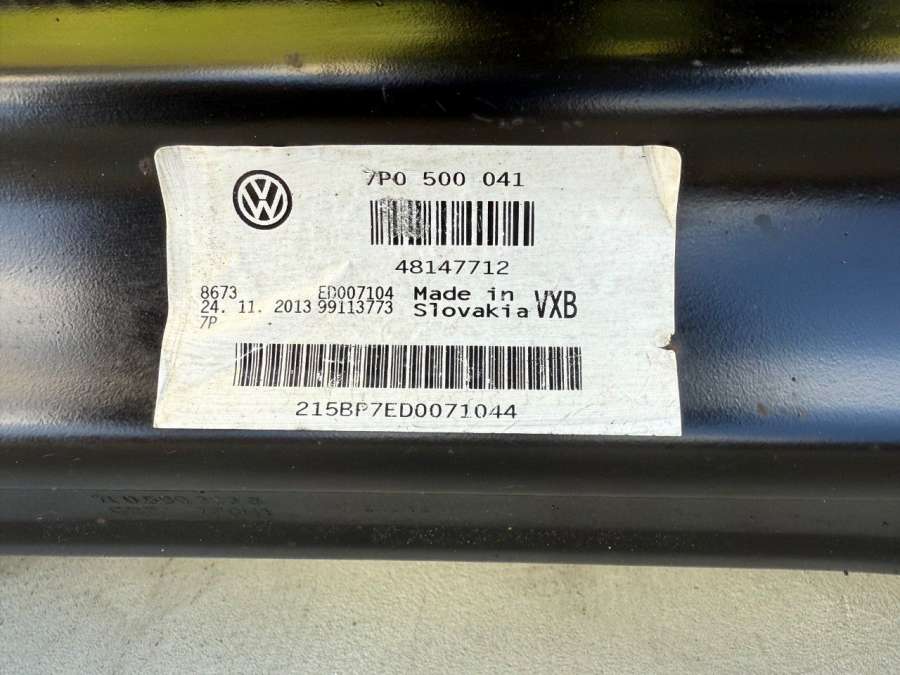 7P0 500 041
48147712
8673 ED007104 Made in VXB
24. 11. 2013 99113773 Slovakia
7P
215BP7ED0071044